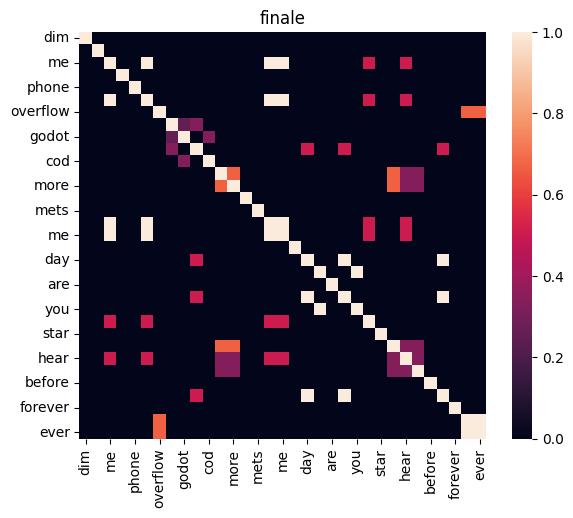 finale
dim
me
phone
overflow
godot
cod
more
mets
me
day
are
you
star
hear
before
forever
ever
1.0
0.8
0.6
0.4
0.2
0.0
dim
me
phone
overflow
godot
cod
more
mets
me
day
are
you
star
hear
before
forever
ever